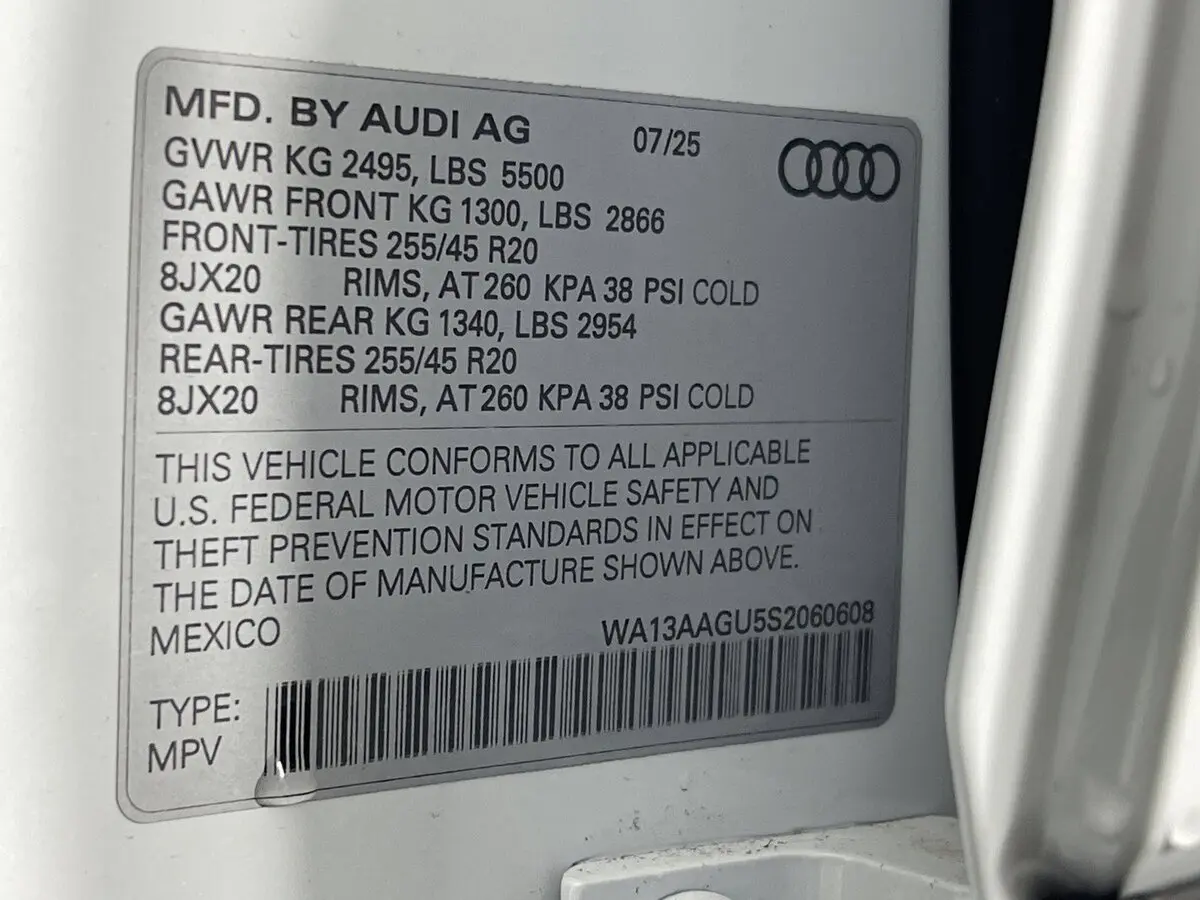 MFD. BY AUDI AG 07/25
GVWR KG 2495, LBS 5500
GAWR FRONT KG 1300, LBS 2866
FRONT-TIRES 255/45 R20
8JX20 RIMS, AT 260 KPA 38 PSI COLD
GAWR REAR KG 1340, LBS 2954
REAR-TIRES 255/45 R20
8JX20 RIMS, AT 260 KPA 38 PSI COLD
THIS VEHICLE CONFORMS TO ALL APPLICABLE
U.S. FEDERAL MOTOR VEHICLE SAFETY AND
THEFT PREVENTION STANDARDS IN EFFECT ON
THE DATE OF MANUFACTURE SHOWN ABOVE.
MEXICO WA13AAGU5S2060608
TYPE:
MPV